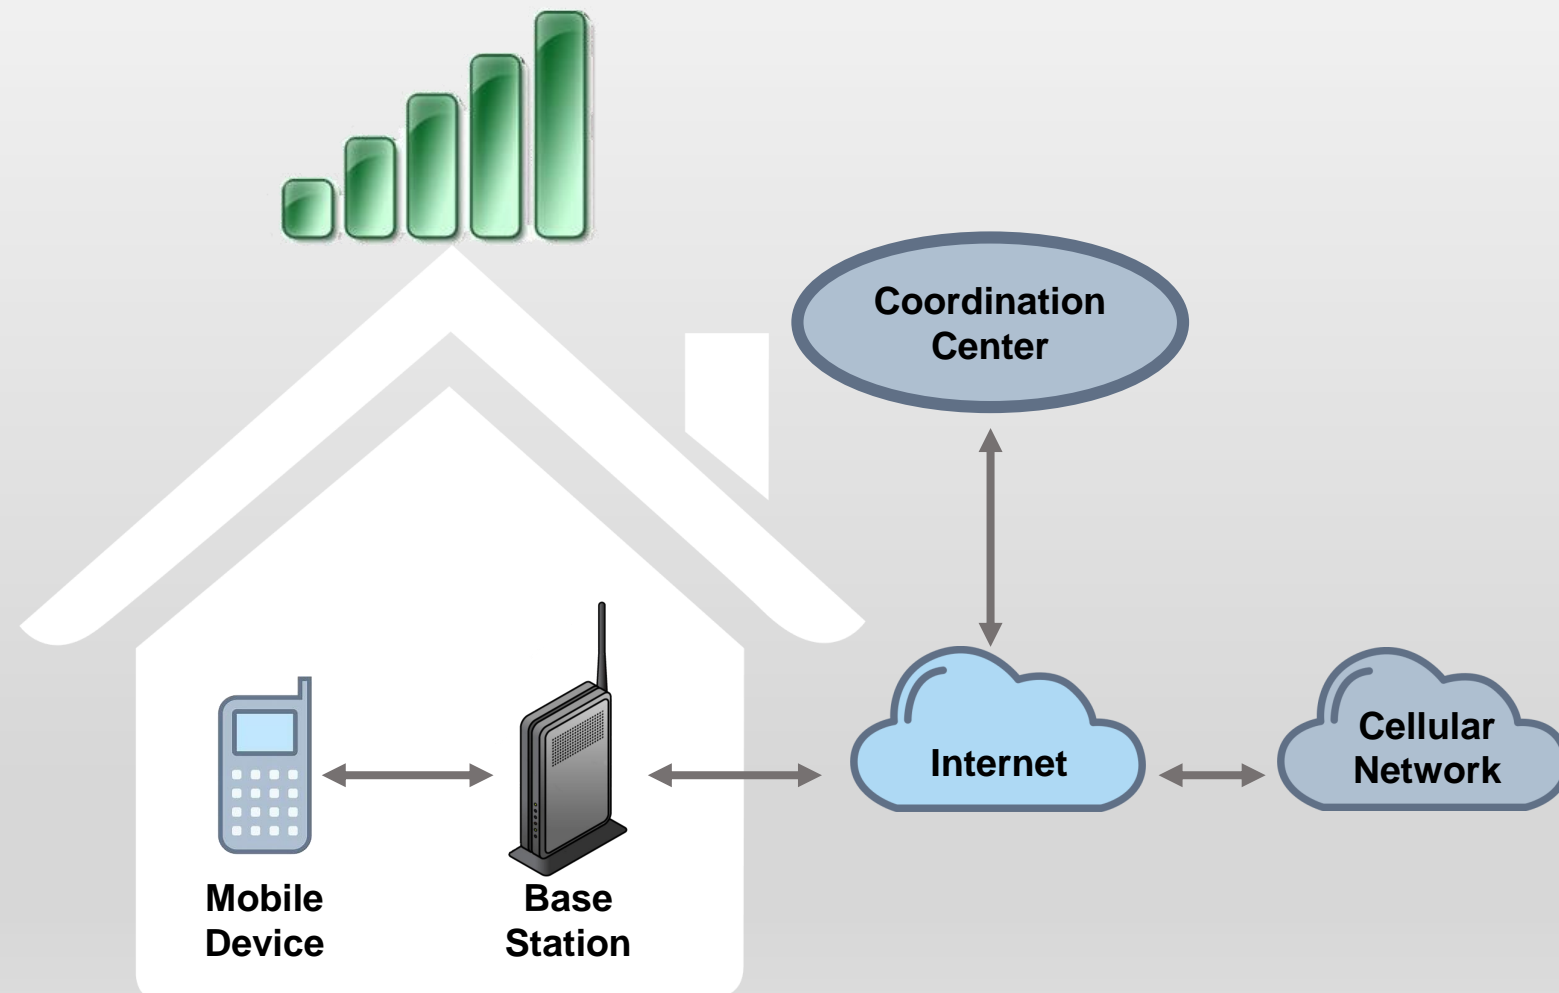 Coordination
Center
Internet
Cellular
Network
Mobile
Device
Base
Station